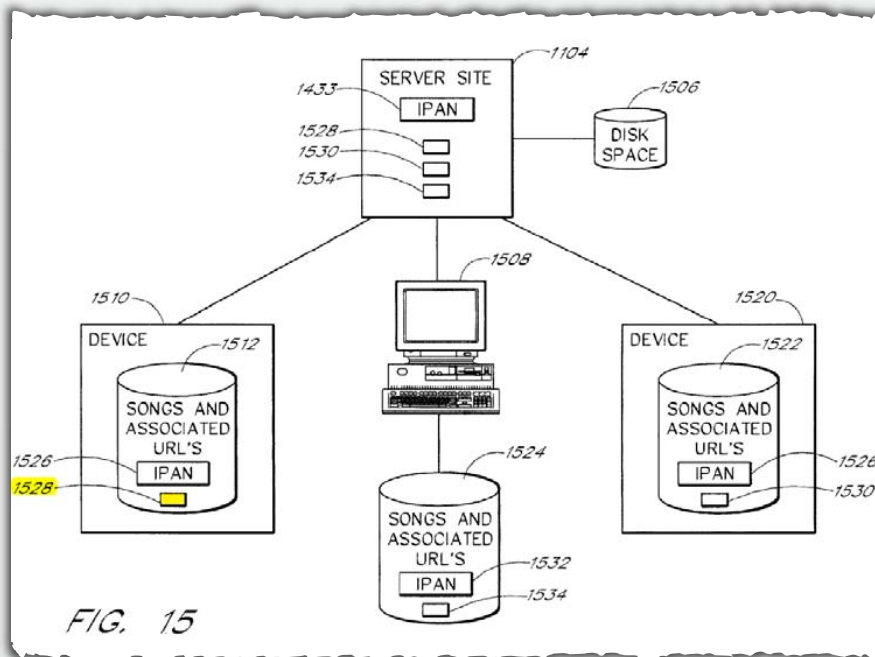 1104
SERVER SITE
1433
IPAN
1506
1528
DISK
SPACE
1530
1534
1508
1510
1520
DEVICE
1512
DEVICE
1522
SONGS AND
ASSOCIATED
URL'S
SONGS AND
ASSOCIATED
URL'S
1526
IPAN
1524
IPAN
1526
1528
1530
SONGS AND
ASSOCIATED
URL'S
1532
IPAN
1534
FIG. 15